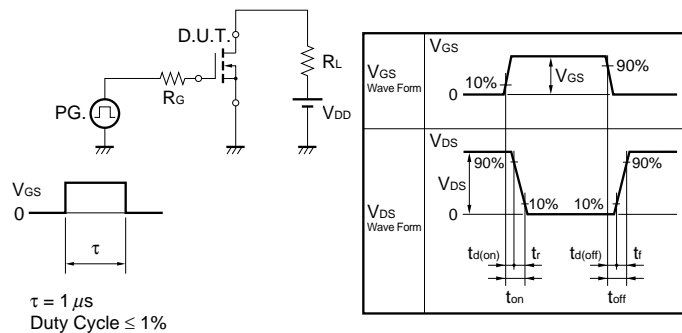 D.U.T.
RL
RG
PG.
VDD
VGS
0
τ
τ = 1 μs
Duty Cycle ≤ 1%
VGS
Wave Form
VGS
10%
VGS
90%
0
VDS
Wave Form
VDS
90%
VDS
90%
10%
10%
0
td(on)
tr
td(off)
tf
ton
toff